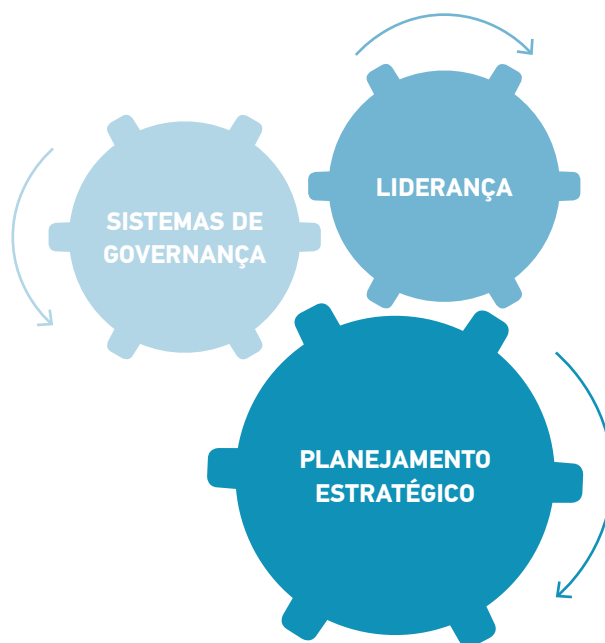 LIDERANÇA
SISTEMAS DE
GOVERNANÇA
PLANEJAMENTO
ESTRATÉGICO